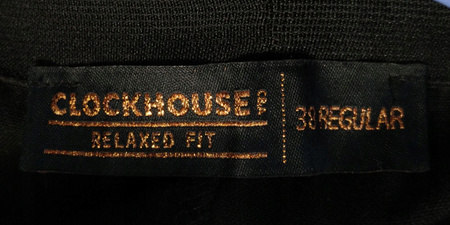 CLOCKHOUSE
RELAXED FIT
REGULAR